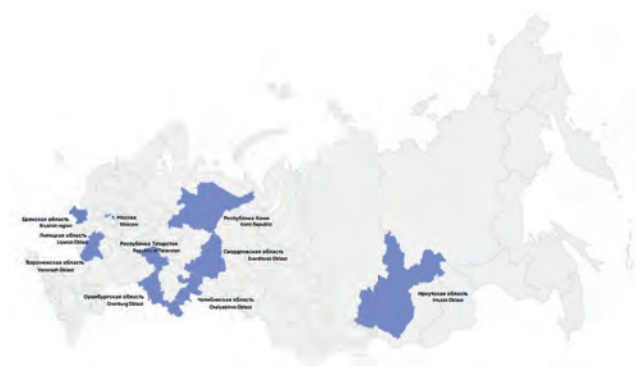 Брянская область
Bryansk region
г. Москва
Moscow
Липецкая область
Lipetsk Oblast
Воронежская область
Voronezh Oblast
Республика Татарстан
Republic of Tatarstan
Оренбургская область
Orenburg Oblast
Республика Коми
Komi Republic
Свердловская область
Sverdlovsk Oblast
Челябинская область
Chelyabinsk Oblast
Иркутская область
Irkutsk Oblast